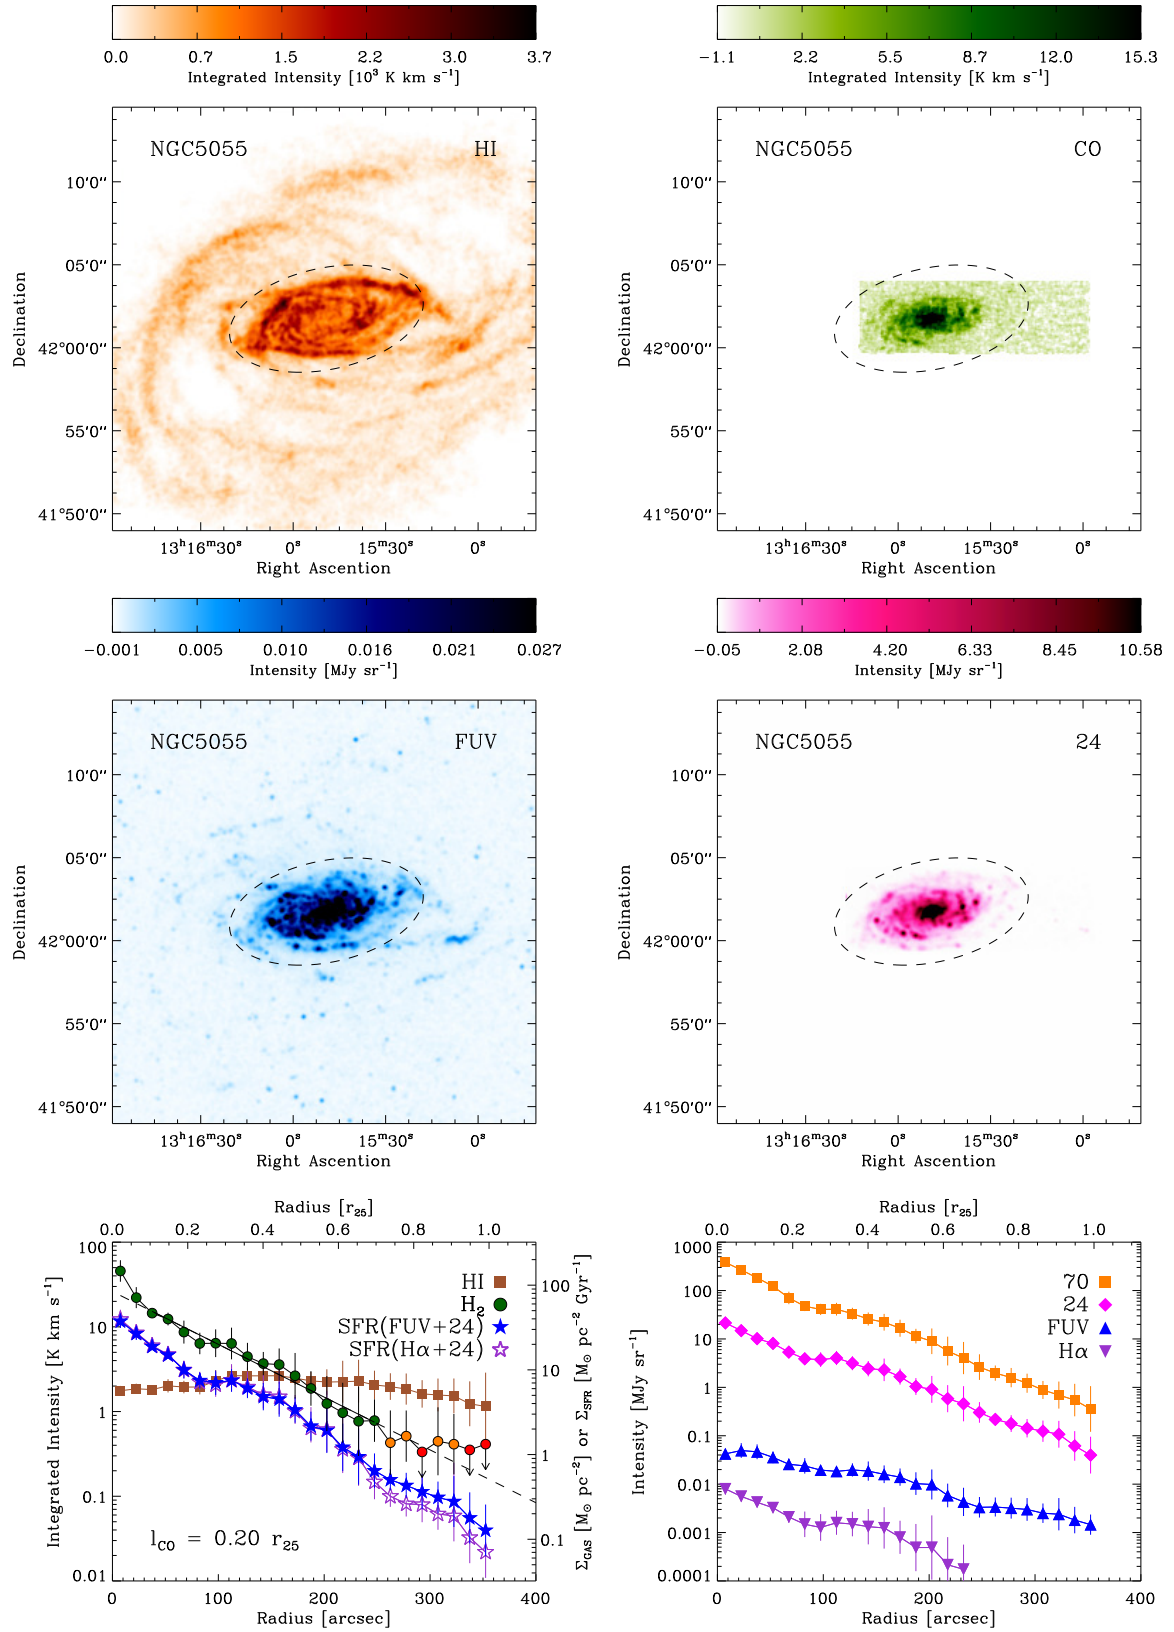 0.0 0.7 1.5 2.2 3.0 3.7
Integrated Intensity [10³ K km s⁻¹]
NGC5055 HI
10'0''
05'0''
42°00'0''
55'0''
41°50'0''
Declination
13ʰ16ᵐ30ˢ 0ˢ 15ᵐ30ˢ 0ˢ
Right Ascention
−1.1 2.2 5.5 8.7 12.0 15.3
Integrated Intensity [K km s⁻¹]
NGC5055 CO
10'0''
05'0''
42°00'0''
55'0''
41°50'0''
Declination
13ʰ16ᵐ30ˢ 0ˢ 15ᵐ30ˢ 0ˢ
Right Ascention
−0.001 0.005 0.010 0.016 0.021 0.027
Intensity [MJy sr⁻¹]
NGC5055 FUV
10'0''
05'0''
42°00'0''
55'0''
41°50'0''
Declination
13ʰ16ᵐ30ˢ 0ˢ 15ᵐ30ˢ 0ˢ
Right Ascention
−0.05 2.08 4.20 6.33 8.45 10.58
Intensity [MJy sr⁻¹]
NGC5055 24
10'0''
05'0''
42°00'0''
55'0''
41°50'0''
Declination
13ʰ16ᵐ30ˢ 0ˢ 15ᵐ30ˢ 0ˢ
Right Ascention
Radius [r₂₅]
0.0 0.2 0.4 0.6 0.8 1.0
100
10
1
0.1
0.01
Integrated Intensity [K km s⁻¹]
HI
H₂
SFR(FUV+24)
SFR(Hα+24)
l_CO = 0.20 r₂₅
100
10
1
0.1
Σ_GAS [M☉ pc⁻²] or Σ_SFR [M☉ pc⁻² Gyr⁻¹]
0 100 200 300 400
Radius [arcsec]
Radius [r₂₅]
0.0 0.2 0.4 0.6 0.8 1.0
1000
100
10
1
0.1
0.01
0.001
0.0001
Intensity [MJy sr⁻¹]
70
24
FUV
Hα
0 100 200 300 400
Radius [arcsec]